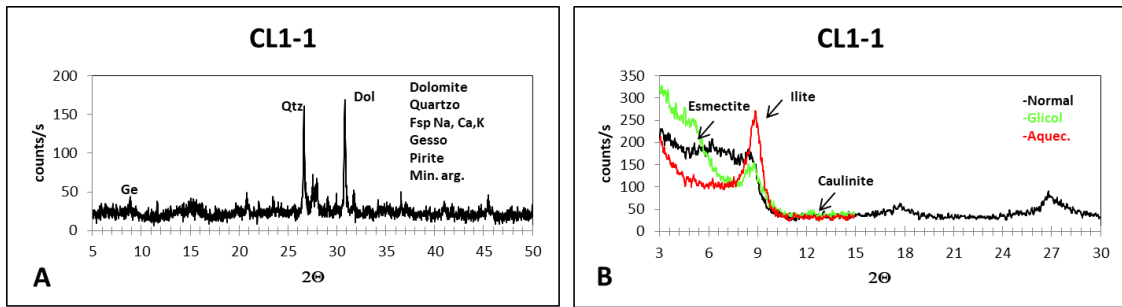 CL1-1
200
150
100
50
0
counts/s
Qtz
Dol
Ge
Dolomite
Quartzo
Fsp Na, Ca,K
Gesso
Pirite
Min. arg.
5 10 15 20 25 30 35 40 45 50
2Θ
A
CL1-1
350
300
250
200
150
100
50
0
counts/s
Esmectite
Ilite
Caulinite
-Normal
-Glicol
-Aquec.
3 6 9 12 15 18 21 24 27 30
2Θ
B